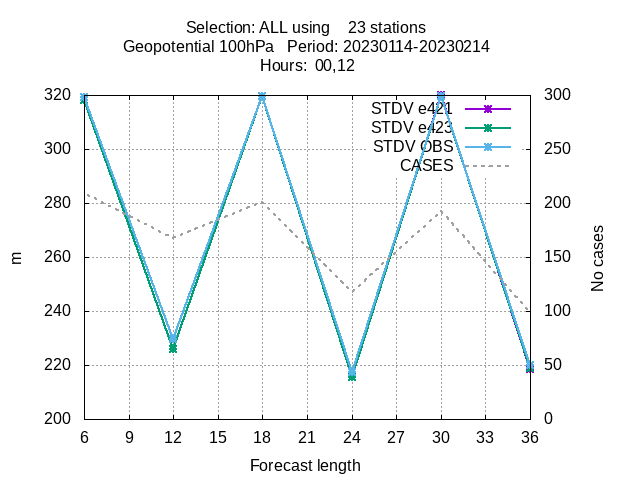 Selection: ALL using    23 stations
Geopotential 100hPa   Period: 20230114-20230214
Hours:  00,12
320
300
280
260
240
220
200
300
250
200
150
100
50
0
STDV e421
STDV e423
STDV OBS
CASES
m
No cases
6 9 12 15 18 21 24 27 30 33 36
Forecast length